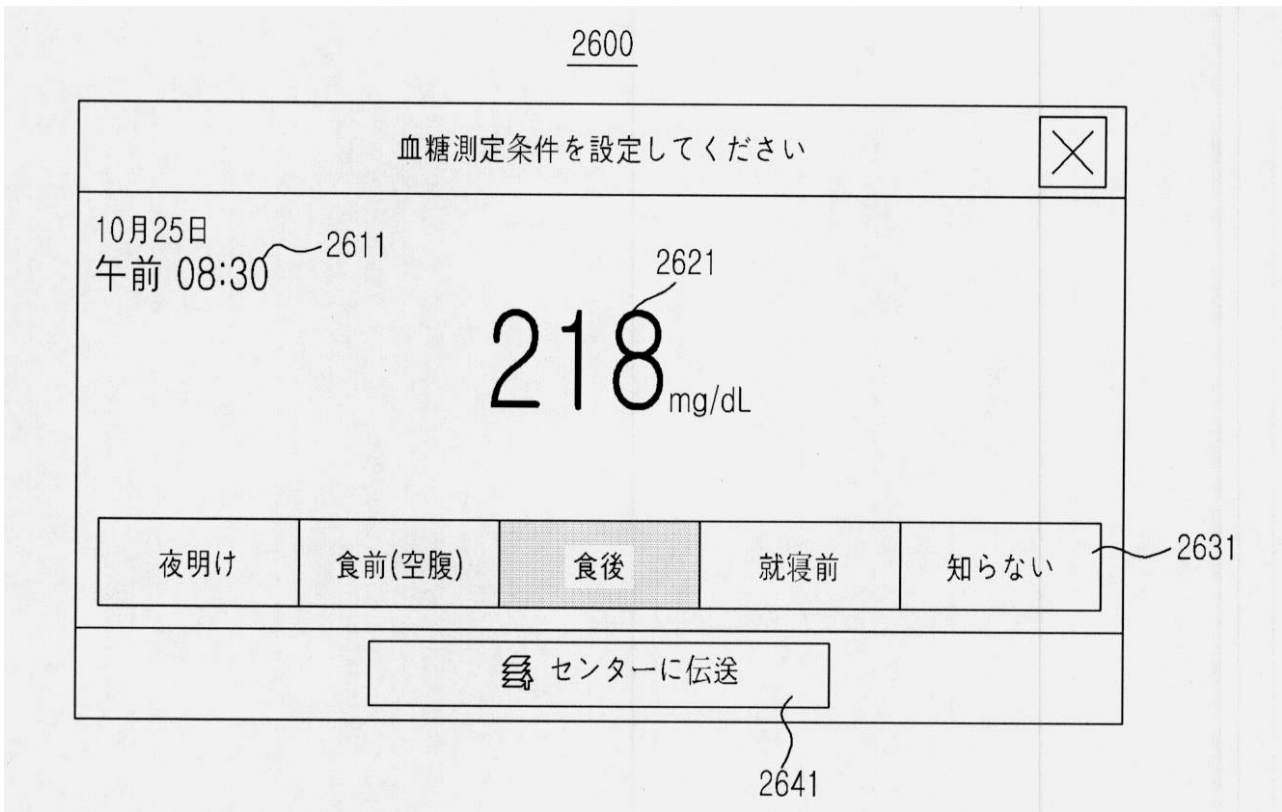 2600
血糖測定条件を設定してください
10月25日
午前 08:30
2611
2621
218mg/dL
夜明け 食前(空腹) 食後 就寝前 知らない
2631
センターに伝送
2641